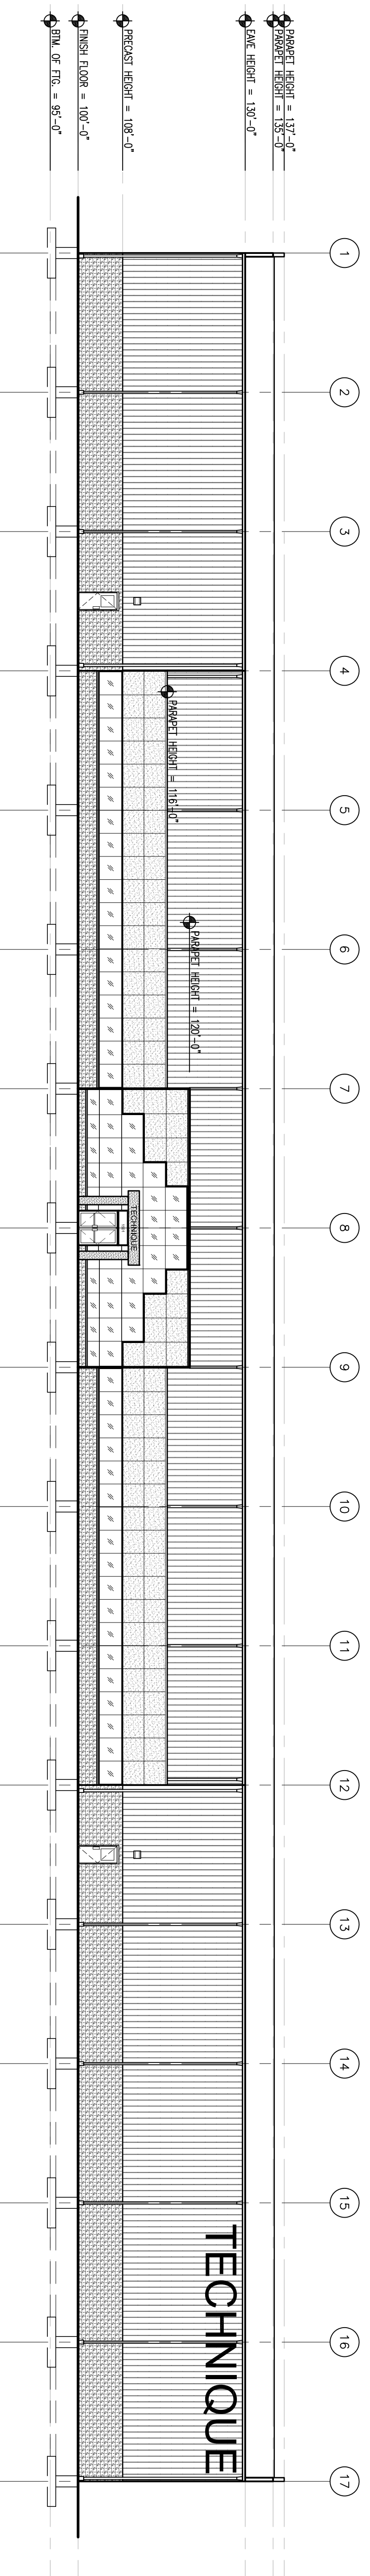 1 2 3 4 5 6 7 8 9 10 11 12 13 14 15 16 17
PARAPET HEIGHT = 137'-0"
PARAPET HEIGHT = 135'-0"
EAVE HEIGHT = 130'-0"
PRECAST HEIGHT = 108'-0"
FINISH FLOOR = 100'-0"
BTM. OF FTG. = 95'-0"
PARAPET HEIGHT = 116'-0"
PARAPET HEIGHT = 120'-0"
TECHNIQUE
TECHNIQUE